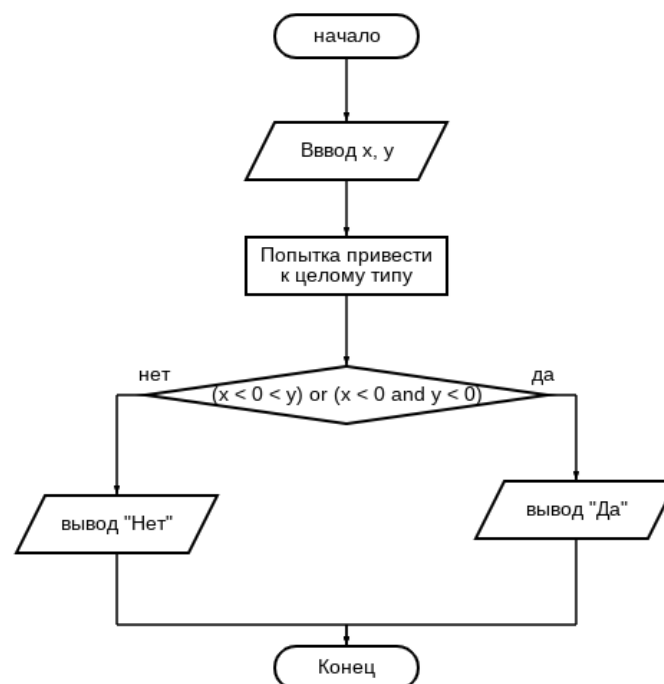 начало
Вввод x, y
Попытка привести
к целому типу
нет
да
(x < 0 < y) or (x < 0 and y < 0)
вывод "Нет"
вывод "Да"
Конец